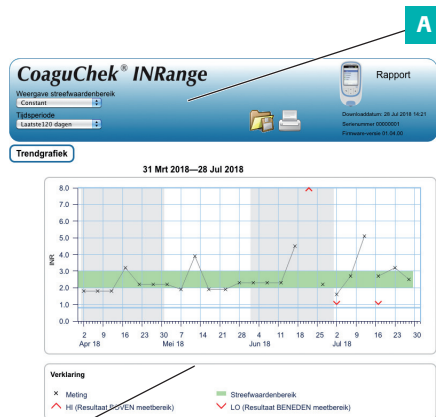 A
CoaguChek® INRange
Rapport
Weergave streefwaardenbereik
Constant
Tijdsperiode
Laatste120 dagen
Downloaddatum: 28 Jul 2018 14:21
Serienummer 00000001
Firmware-versie 01.04.00
Trendgrafiek
31 Mrt 2018—28 Jul 2018
INR
8.0
7.0
6.0
5.0
4.0
3.0
2.0
1.0
0.0
2 9 16 23 30 7 14 21 28 4 11 18 25 2 9 16 23 30
Apr 18 Mei 18 Jun 18 Jul 18
Verklaring
Meting Streefwaardenbereik
HI (Resultaat BOVEN meetbereik) LO (Resultaat BENEDEN meetbereik)